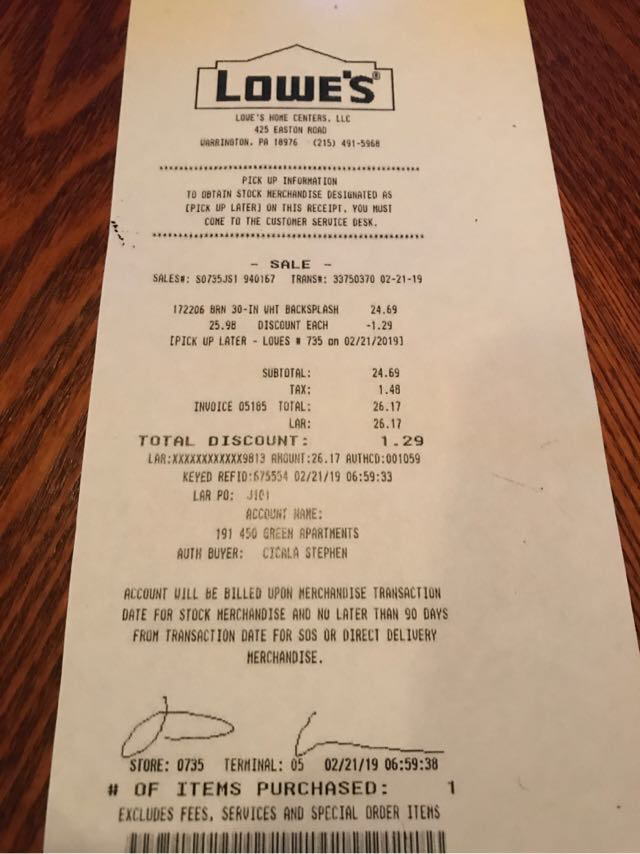 LOWE'S®
LOWE'S HOME CENTERS, LLC
425 EASTON ROAD
WARRINGTON, PA 18976 (215) 491-5968
PICK UP INFORMATION
TO OBTAIN STOCK MERCHANDISE DESIGNATED AS
[PICK UP LATER] ON THIS RECEIPT, YOU MUST
COME TO THE CUSTOMER SERVICE DESK.
- SALE -
SALES#: S0735JS1 940167 TRANS#: 33750370 02-21-19
172206 BRN 30-IN WHT BACKSPLASH 24.69
25.98 DISCOUNT EACH -1.29
[PICK UP LATER - LOWES # 735 on 02/21/2019]
SUBTOTAL: 24.69
TAX: 1.48
INVOICE 05185 TOTAL: 26.17
LAR: 26.17
TOTAL DISCOUNT: 1.29
LAR:XXXXXXXXXXXX9813 AMOUNT:26.17 AUTHCD:001059
KEYED REFID:675554 02/21/19 06:59:33
LAR PO: J101
ACCOUNT NAME:
191 450 GREEN APARTMENTS
AUTH BUYER: CICALA STEPHEN
ACCOUNT WILL BE BILLED UPON MERCHANDISE TRANSACTION
DATE FOR STOCK MERCHANDISE AND NO LATER THAN 90 DAYS
FROM TRANSACTION DATE FOR SOS OR DIRECT DELIVERY
MERCHANDISE.
STORE: 0735 TERMINAL: 05 02/21/19 06:59:38
# OF ITEMS PURCHASED: 1
EXCLUDES FEES, SERVICES AND SPECIAL ORDER ITEMS